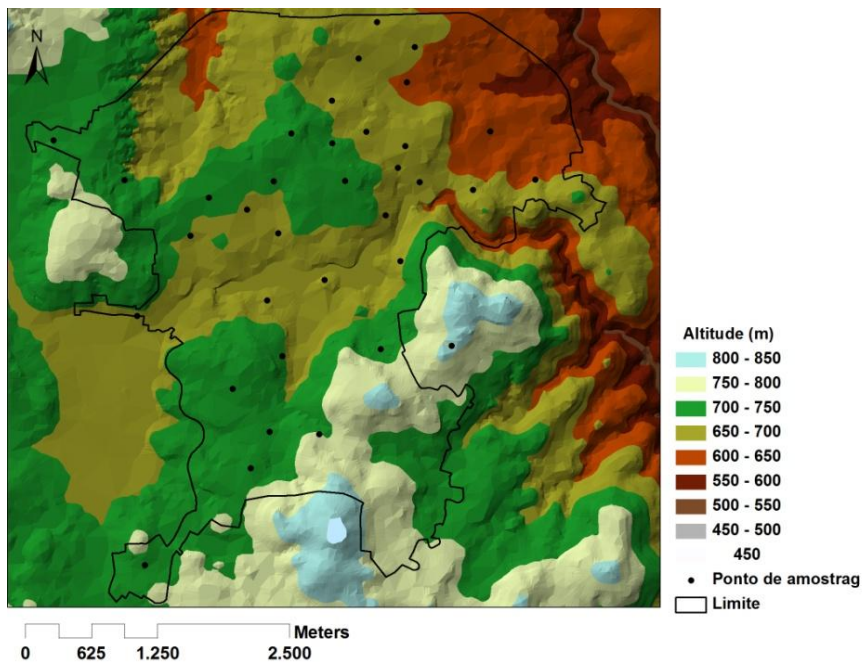 N
Altitude (m)
800 - 850
750 - 800
700 - 750
650 - 700
600 - 650
550 - 600
500 - 550
450 - 500
450
Ponto de amostrag
Limite
Meters
0 625 1.250 2.500